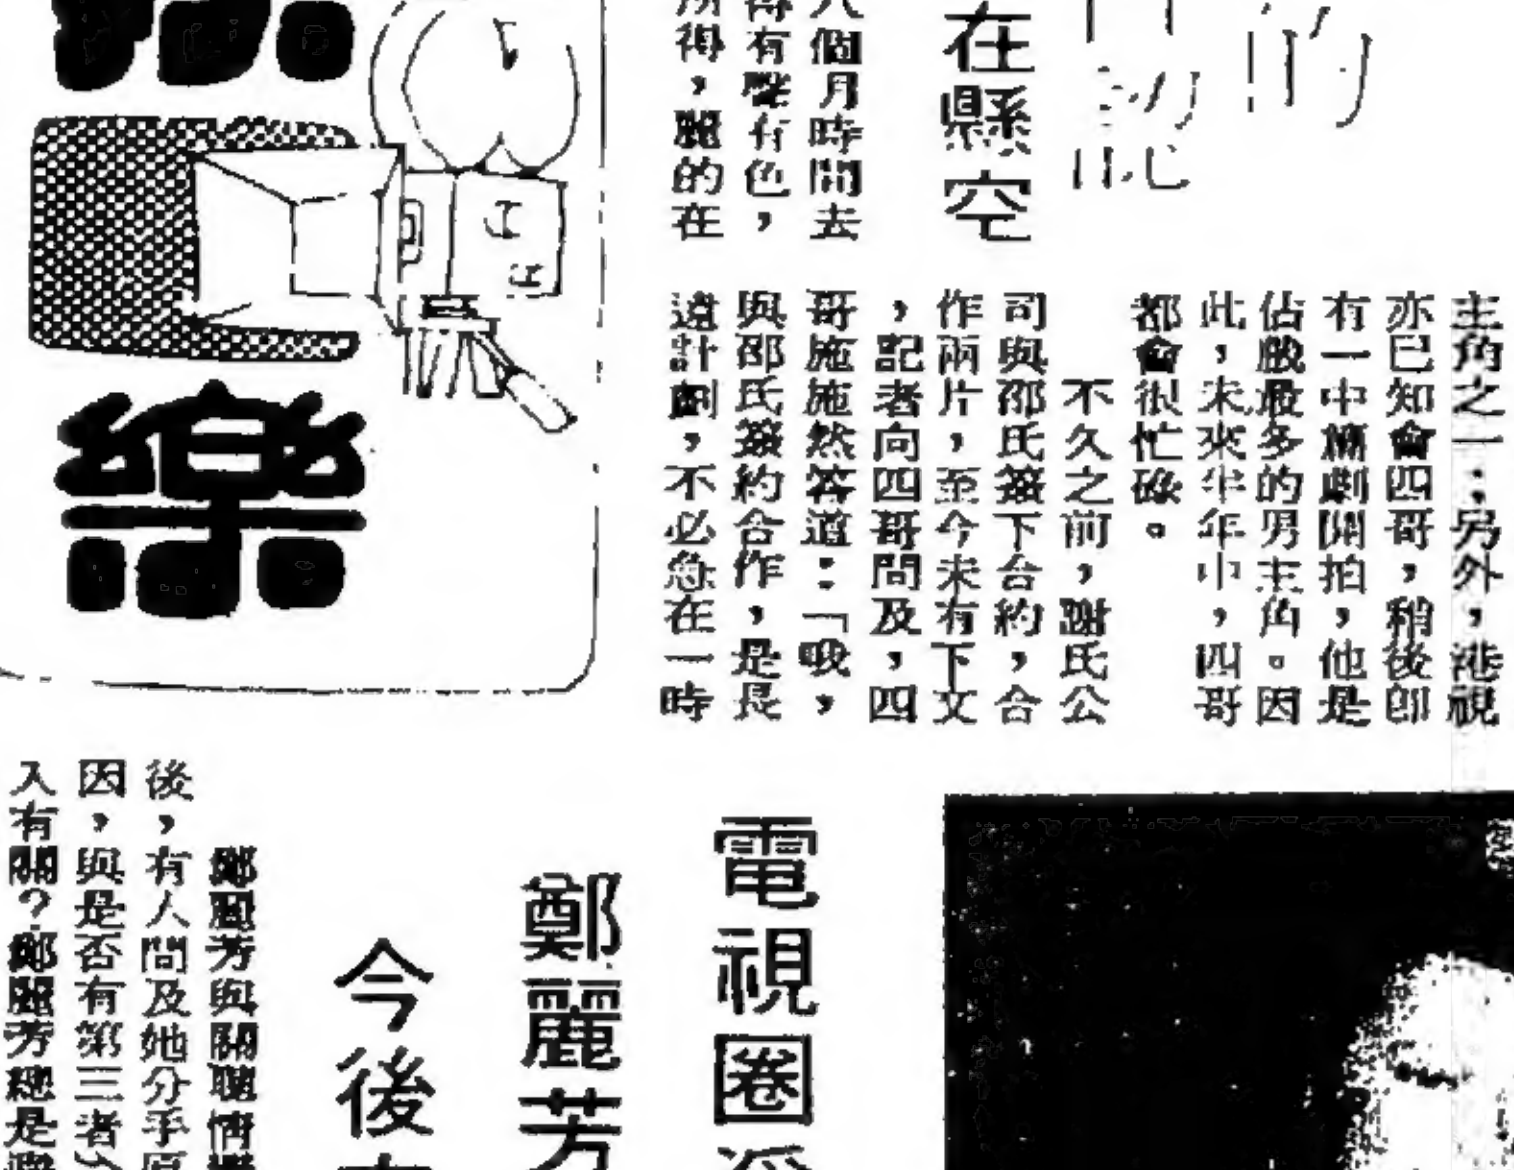 在懸空
八個月時間去
得有聲有色，
所得，麗的在
主角之一；另外，港視
亦已知會四哥，稍後即
有一中篇劇開拍，他是
佔戲最多的男主角。因
此，未來半年中，四哥
都會很忙碌。
不久之前，謝氏公
司與邵氏簽下合約，合
作兩片，至今未有下文
，記者向四哥問及，四
哥施施然答道：「哦，
與邵氏簽約合作，是長
遠計劃，不必急在一時
樂
電視圈
鄭麗芳
今後
鄭麗芳與關聰情
後，有人問及她分手原
因，與是否有第三者
入有關？鄭麗芳總是